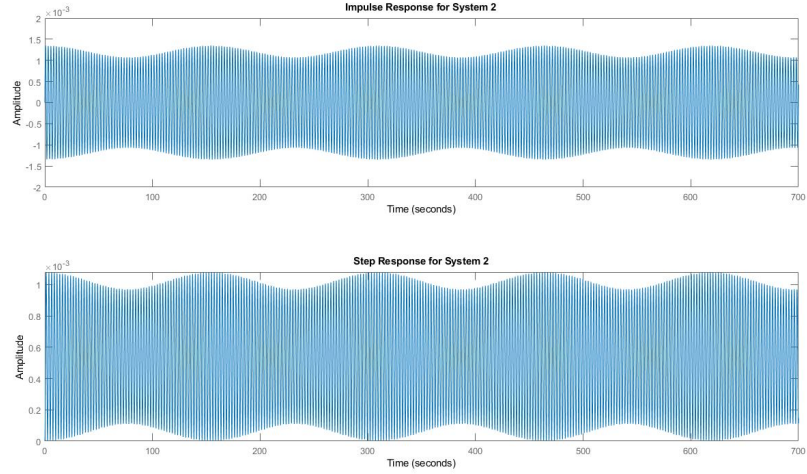 Impulse Response for System 2
×10-3
2
1.5
1
0.5
0
-0.5
-1
-1.5
-2
Amplitude
0 100 200 300 400 500 600 700
Time (seconds)
Step Response for System 2
×10-3
1
0.8
0.6
0.4
0.2
0
Amplitude
0 100 200 300 400 500 600 700
Time (seconds)